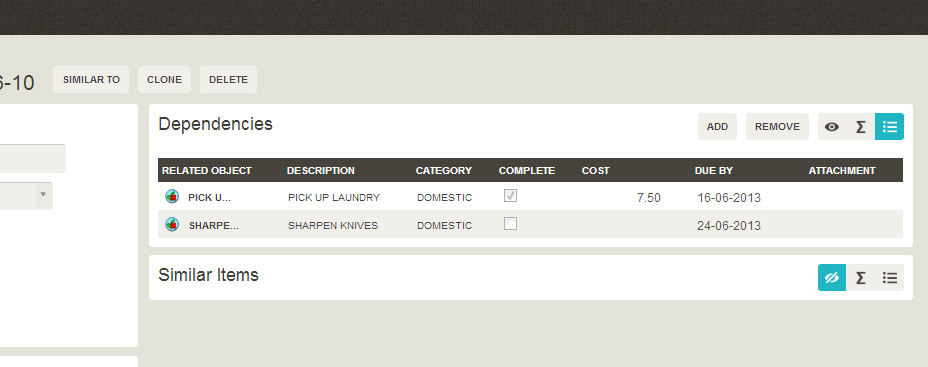 6-10 SIMILAR TO CLONE DELETE
Dependencies ADD REMOVE Σ
RELATED OBJECT DESCRIPTION CATEGORY COMPLETE COST DUE BY ATTACHMENT
PICK U... PICK UP LAUNDRY DOMESTIC 7.50 16-06-2013
SHARPE... SHARPEN KNIVES DOMESTIC 24-06-2013
Similar Items Σ